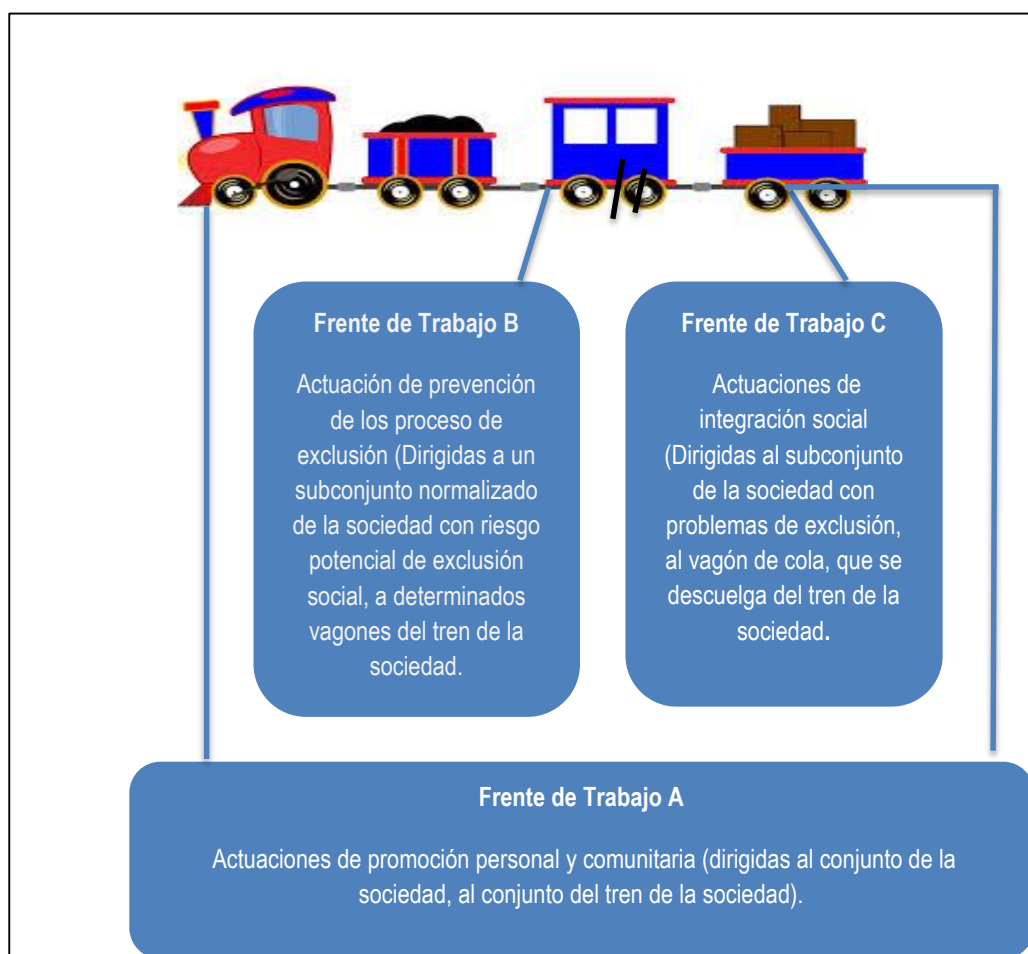 Frente de Trabajo B
Actuación de prevención
de los proceso de
exclusión (Dirigidas a un
subconjunto normalizado
de la sociedad con riesgo
potencial de exclusión
social, a determinados
vagones del tren de la
sociedad.
Frente de Trabajo C
Actuaciones de
integración social
(Dirigidas al subconjunto
de la sociedad con
problemas de exclusión,
al vagón de cola, que se
descuelga del tren de la
sociedad.
Frente de Trabajo A
Actuaciones de promoción personal y comunitaria (dirigidas al conjunto de la
sociedad, al conjunto del tren de la sociedad).